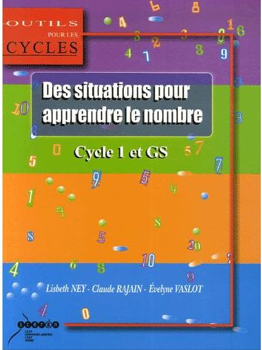 OUTILS
POUR LES
CYCLES
Des situations pour
apprendre le nombre
Cycle 1 et GS
Lisbeth NEY - Claude RAJAIN - Évelyne VASLOT